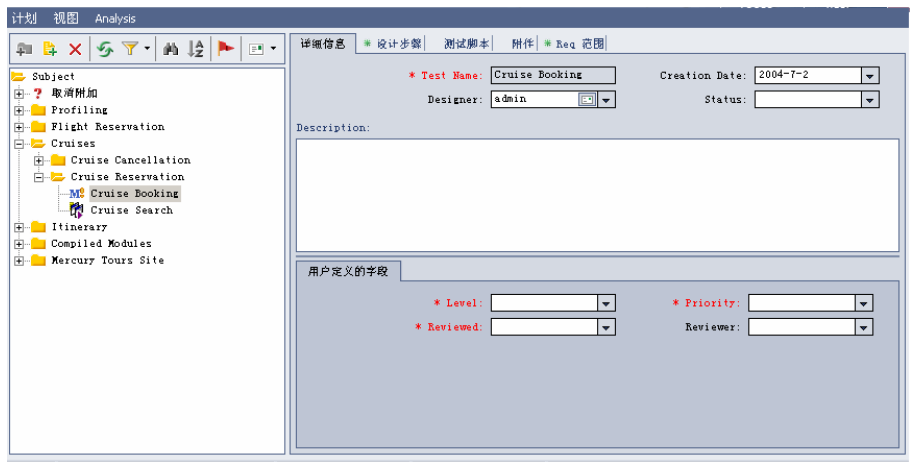 计划 视图 Analysis
详细信息 * 设计步骤 测试脚本 附件 * Req 范围
Subject
? 取消附加
Profiling
Flight Reservation
Cruises
Cruise Cancellation
Cruise Reservation
Cruise Booking
Cruise Search
Itinerary
Compiled Modules
Mercury Tours Site
* Test Name: Cruise Booking Creation Date: 2004-7-2
Designer: admin Status:
Description:
用户定义的字段
* Level: * Priority:
* Reviewed: Reviewer: